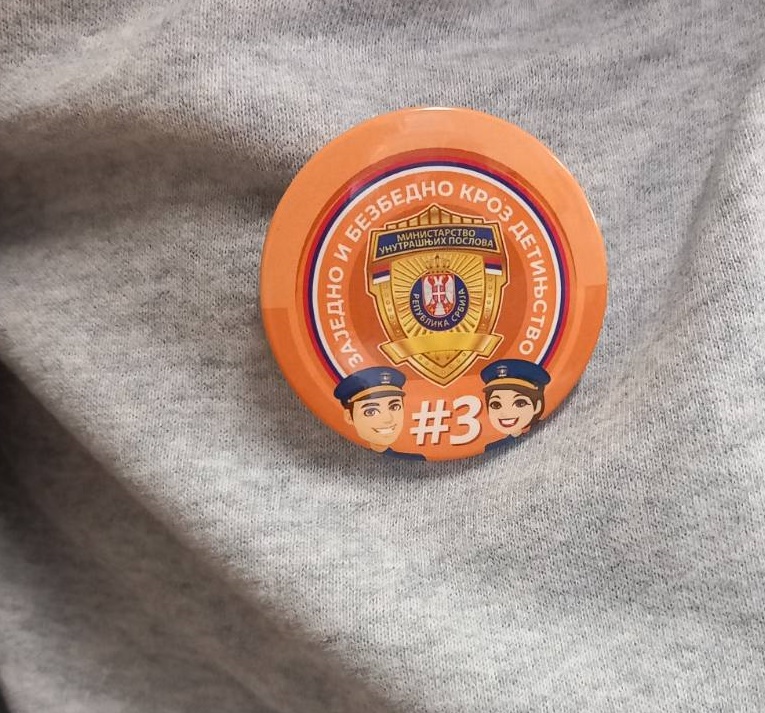 ЗАЈЕДНО И БЕЗБЕДНО КРОЗ ДЕТИЊСТВО
МИНИСТАРСТВО
УНУТРАШЊИХ ПОСЛОВА
РЕПУБЛИКА СРБИЈА
#3